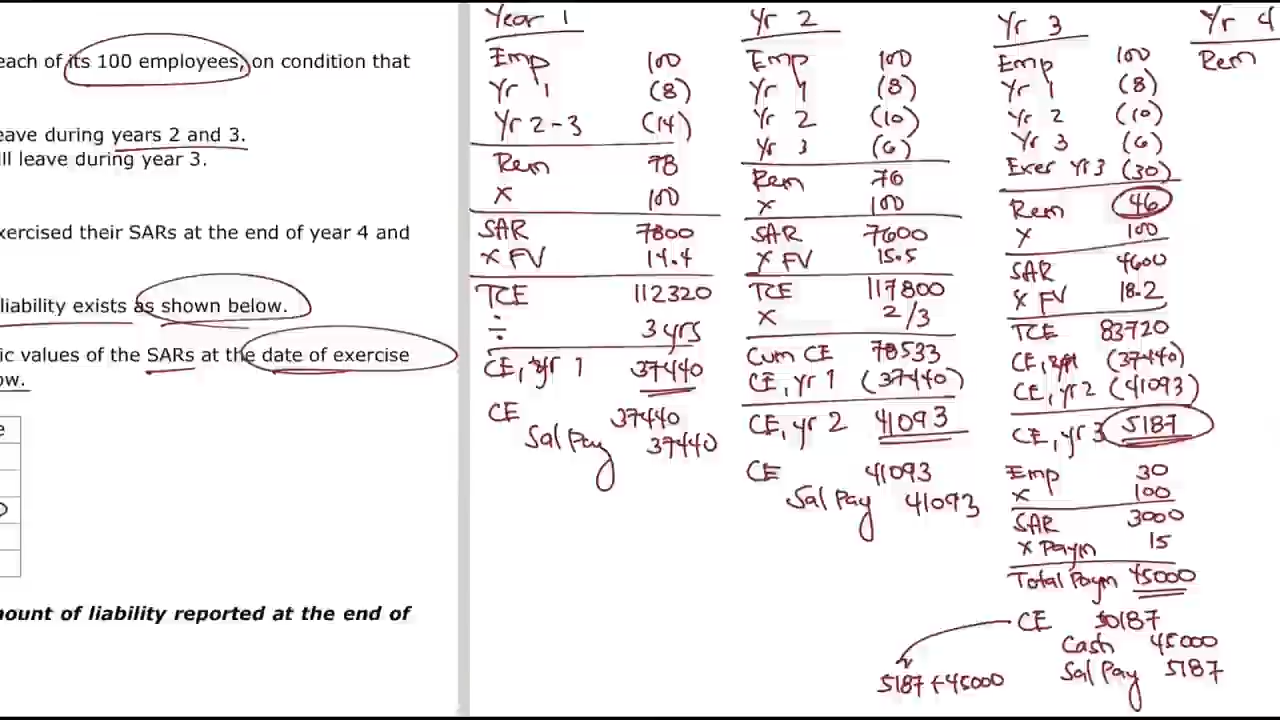 each of its 100 employees, on condition that
eave during years 2 and 3.
ill leave during year 3.
xercised their SARs at the end of year 4 and
liability exists as shown below.
ic values of the SARs at the date of exercise
ow.
e
nount of liability reported at the end of
Year 1
Emp 100
Yr 1 (8)
Yr 2-3 (14)
Rem 78
X 100
SAR 7800
X FV 14.4
TCE 112320
÷ 3 yrs
CE, yr 1 37440
CE 37440
Sal Pay 37440
Yr 2
Emp 100
Yr 1 (8)
Yr 2 (10)
Yr 3 (6)
Rem 76
X 100
SAR 7600
X FV 15.5
TCE 117800
X 2/3
Cum CE 78533
CE, yr 1 (37440)
CE, yr 2 41093
CE 41093
Sal Pay 41093
Yr 3
Emp 100
Yr 1 (8)
Yr 2 (10)
Yr 3 (6)
Exer Yr 3 (30)
Rem 46
X 100
SAR 4600
X FV 18.2
TCE 83720
CE, yr1 (37440)
CE, yr 2 (41093)
CE, yr 3 5187
Emp 30
X 100
SAR 3000
X Paym 15
Total Paym 45000
CE 50187
Cash 45000
Sal Pay 5187
5187 + 45000
Yr 4
Rem